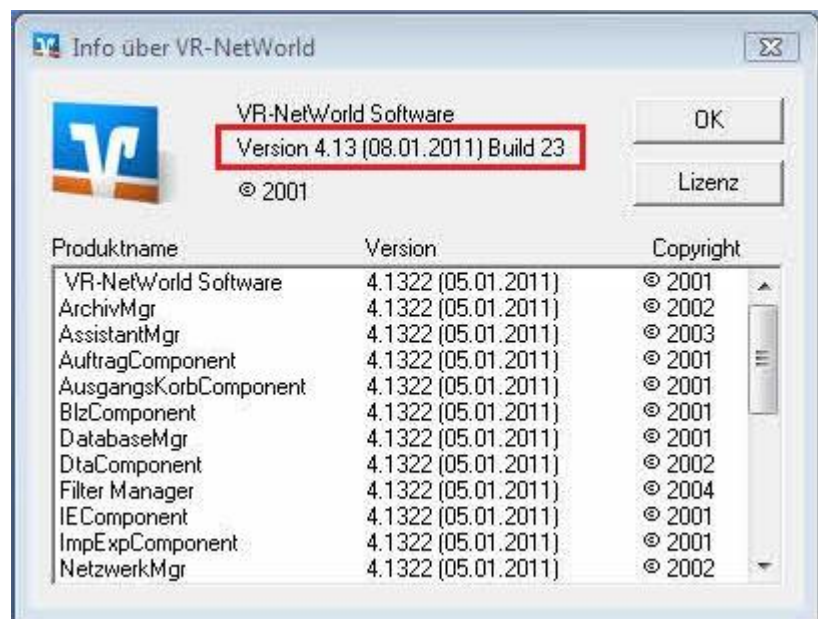 Info über VR-NetWorld
VR-NetWorld Software
OK
Version 4.13 (08.01.2011) Build 23
Lizenz
© 2001
Produktname Version Copyright
VR-NetWorld Software 4.1322 (05.01.2011) © 2001
ArchivMgr 4.1322 (05.01.2011) © 2002
AssistantMgr 4.1322 (05.01.2011) © 2003
AuftragComponent 4.1322 (05.01.2011) © 2001
AusgangsKorbComponent 4.1322 (05.01.2011) © 2001
BlzComponent 4.1322 (05.01.2011) © 2001
DatabaseMgr 4.1322 (05.01.2011) © 2001
DtaComponent 4.1322 (05.01.2011) © 2002
Filter Manager 4.1322 (05.01.2011) © 2004
IEComponent 4.1322 (05.01.2011) © 2001
ImpExpComponent 4.1322 (05.01.2011) © 2001
NetzwerkMgr 4.1322 (05.01.2011) © 2002